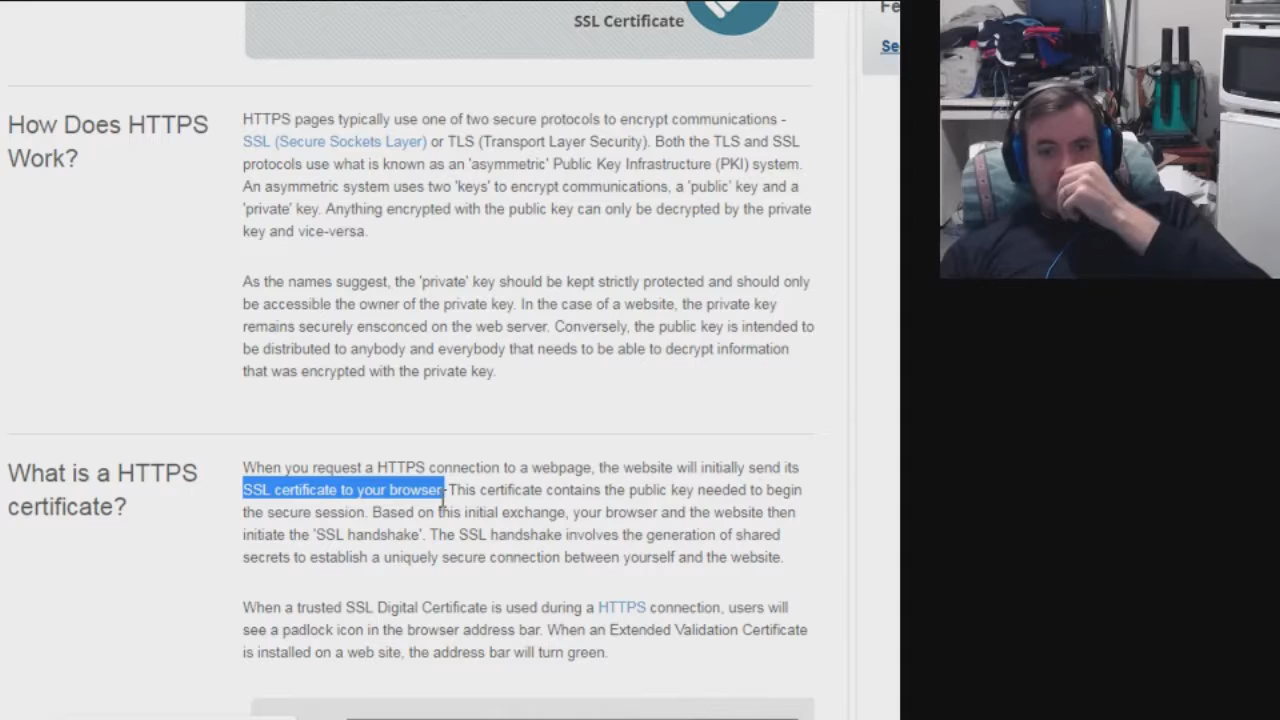 SSL Certificate
Fe
Se
How Does HTTPS
Work?
HTTPS pages typically use one of two secure protocols to encrypt communications -
SSL (Secure Sockets Layer) or TLS (Transport Layer Security). Both the TLS and SSL
protocols use what is known as an 'asymmetric' Public Key Infrastructure (PKI) system.
An asymmetric system uses two 'keys' to encrypt communications, a 'public' key and a
'private' key. Anything encrypted with the public key can only be decrypted by the private
key and vice-versa.
As the names suggest, the 'private' key should be kept strictly protected and should only
be accessible the owner of the private key. In the case of a website, the private key
remains securely ensconced on the web server. Conversely, the public key is intended to
be distributed to anybody and everybody that needs to be able to decrypt information
that was encrypted with the private key.
What is a HTTPS
certificate?
When you request a HTTPS connection to a webpage, the website will initially send its
SSL certificate to your browser. This certificate contains the public key needed to begin
the secure session. Based on this initial exchange, your browser and the website then
initiate the 'SSL handshake'. The SSL handshake involves the generation of shared
secrets to establish a uniquely secure connection between yourself and the website.
When a trusted SSL Digital Certificate is used during a HTTPS connection, users will
see a padlock icon in the browser address bar. When an Extended Validation Certificate
is installed on a web site, the address bar will turn green.